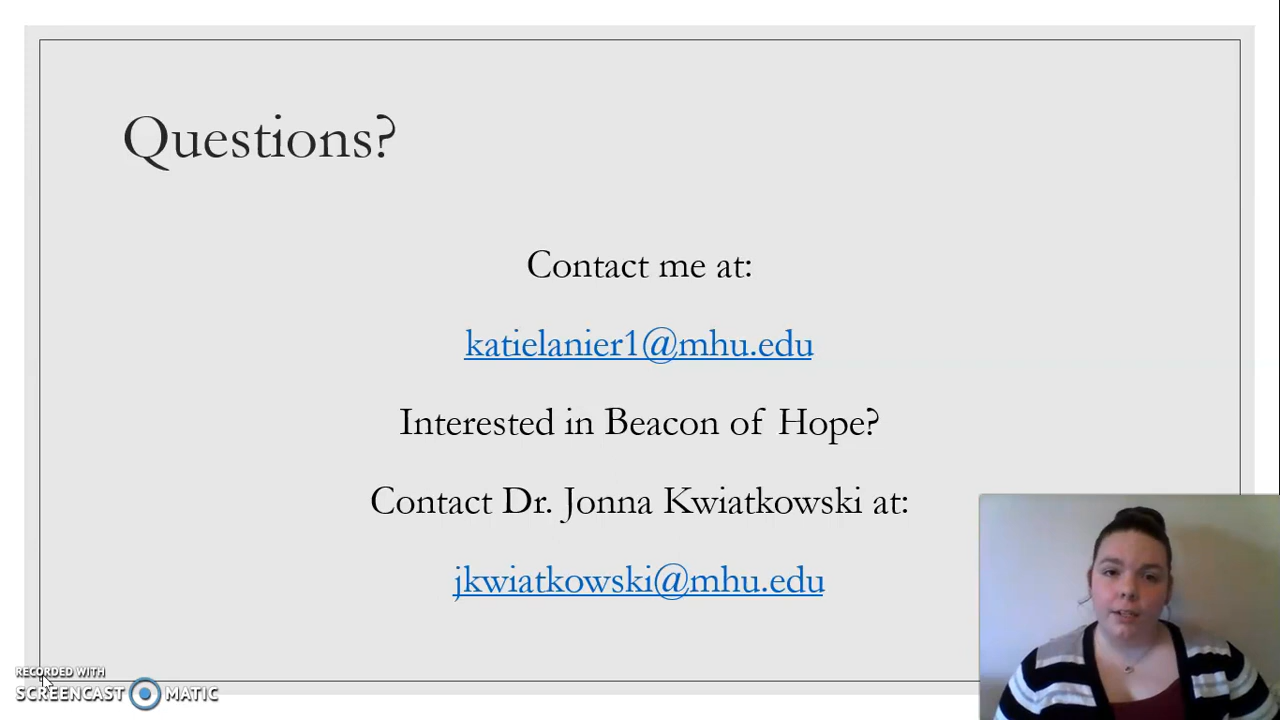 Questions?
Contact me at:
katielanier1@mhu.edu
Interested in Beacon of Hope?
Contact Dr. Jonna Kwiatkowski at:
jkwiatkowski@mhu.edu
RECORDED WITH
SCREENCAST MATIC